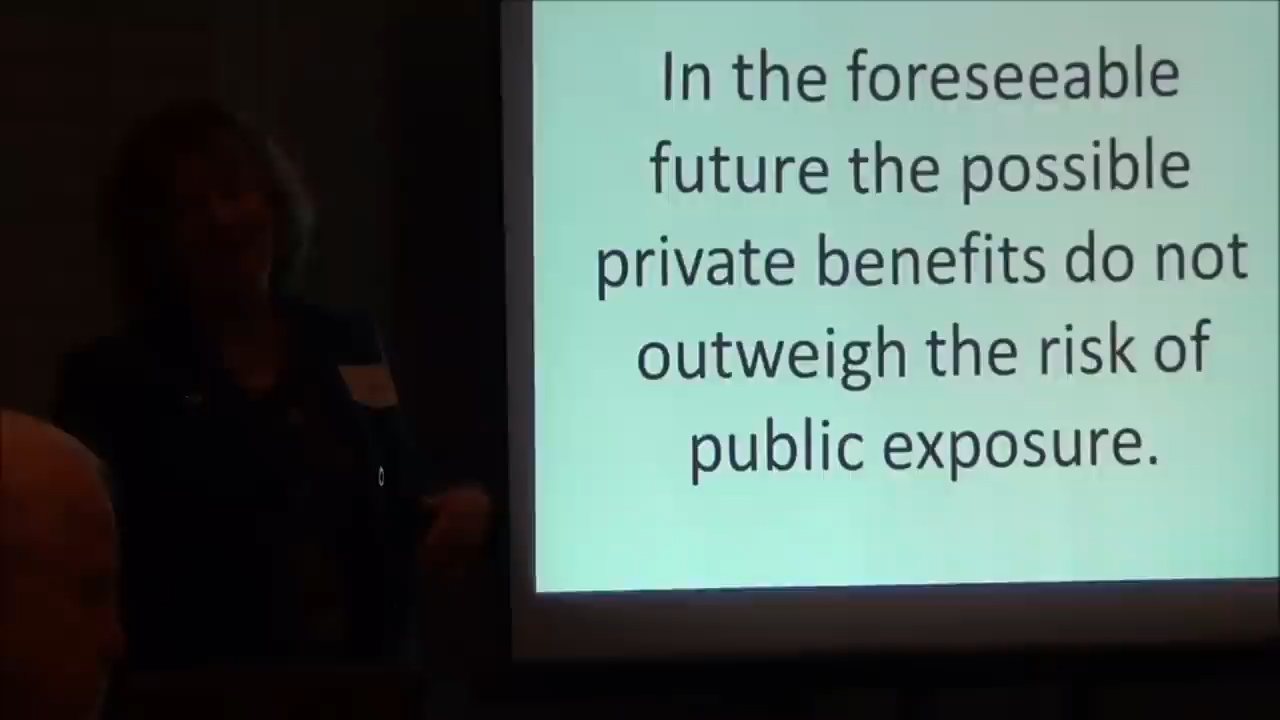 In the foreseeable
future the possible
private benefits do not
outweigh the risk of
public exposure.